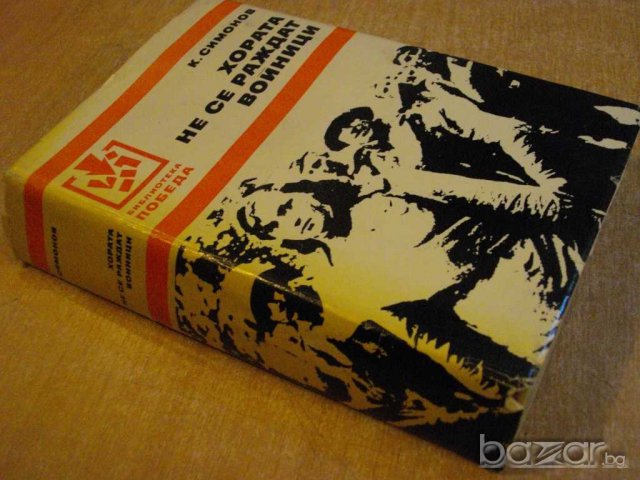 К. СИМОНОВ
ХОРАТА
НЕ СЕ РАЖДАТ
ВОЙНИЦИ
БИБЛИОТЕКА
ПОБЕДА
СИМОНОВ
ХОРАТА
НЕ СЕ РАЖДАТ
ВОЙНИЦИ
bazar.bg